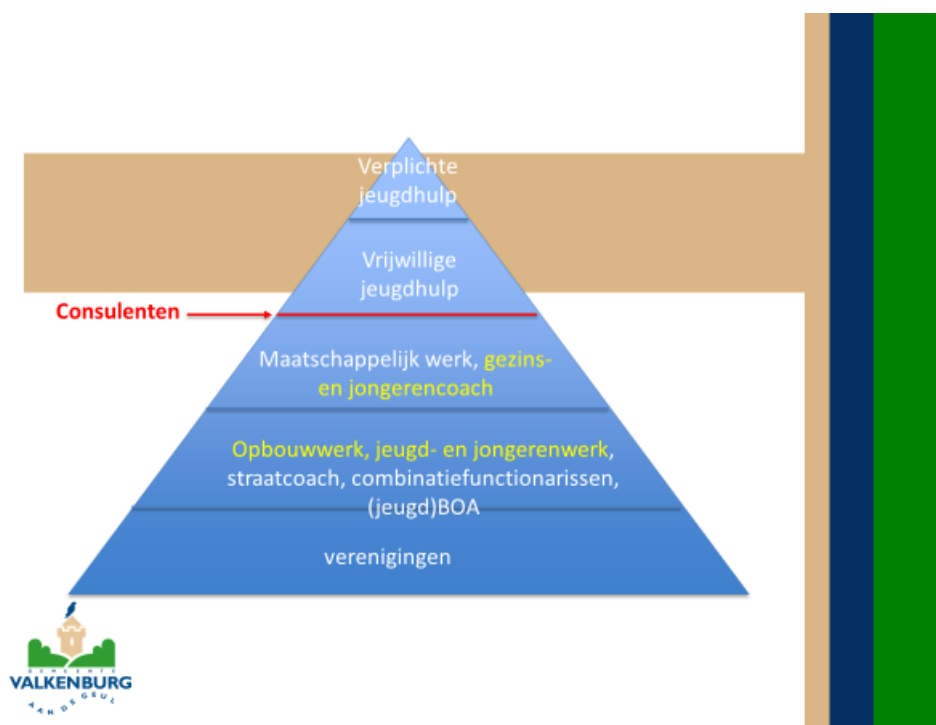 Verplichte
jeugdhulp
Vrijwillige
jeugdhulp
Consulenten
Maatschappelijk werk, gezins-
en jongerencoach
Opbouwwerk, jeugd- en jongerenwerk,
straatcoach, combinatiefunctionarissen,
(jeugd)BOA
verenigingen
GEMEENTE
VALKENBURG
AAN DE GEUL